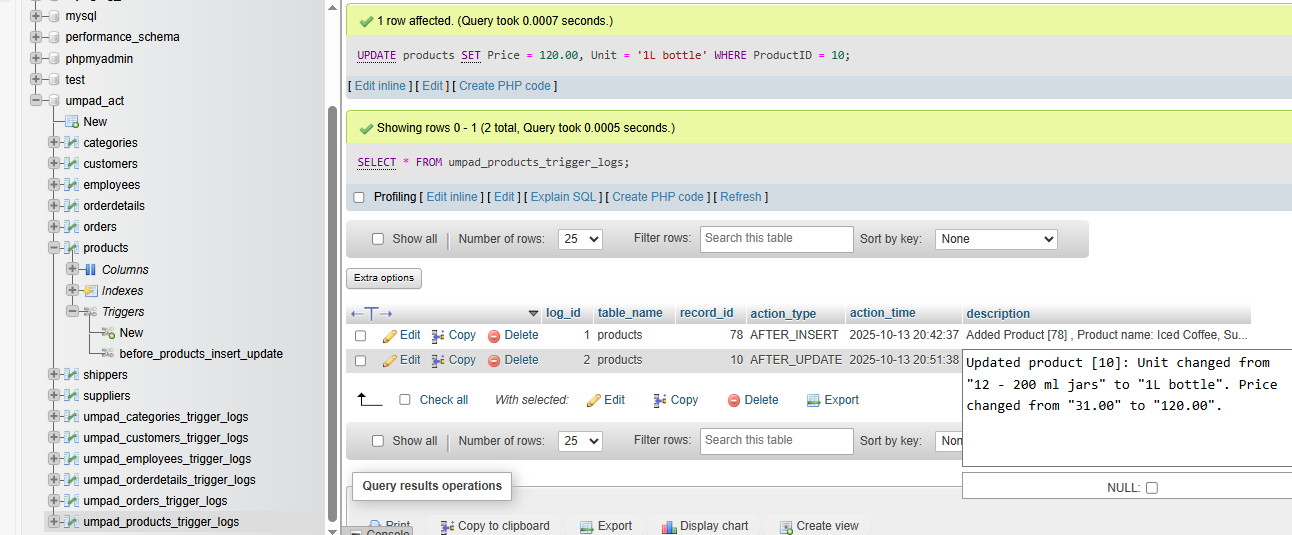 mysql
performance_schema
phpmyadmin
test
umpad_act
New
categories
customers
employees
orderdetails
orders
products
Columns
Indexes
Triggers
New
before_products_insert_update
shippers
suppliers
umpad_categories_trigger_logs
umpad_customers_trigger_logs
umpad_employees_trigger_logs
umpad_orderdetails_trigger_logs
umpad_orders_trigger_logs
umpad_products_trigger_logs
1 row affected. (Query took 0.0007 seconds.)
UPDATE products SET Price = 120.00, Unit = '1L bottle' WHERE ProductID = 10;
[ Edit inline ] [ Edit ] [ Create PHP code ]
Showing rows 0 - 1 (2 total, Query took 0.0005 seconds.)
SELECT * FROM umpad_products_trigger_logs;
Profiling [ Edit inline ] [ Edit ] [ Explain SQL ] [ Create PHP code ] [ Refresh ]
Show all Number of rows: 25 Filter rows: Search this table Sort by key: None
Extra options
←T→ log_id table_name record_id action_type action_time description
Edit Copy Delete 1 products 78 AFTER_INSERT 2025-10-13 20:42:37 Added Product [78] , Product name: Iced Coffee, Su...
Edit Copy Delete 2 products 10 AFTER_UPDATE 2025-10-13 20:51:38
Updated product [10]: Unit changed from
"12 - 200 ml jars" to "1L bottle". Price
changed from "31.00" to "120.00".
Check all With selected: Edit Copy Delete Export
Show all Number of rows: 25 Filter rows: Search this table Sort by key: Non
NULL:
Query results operations
Print Copy to clipboard Export Display chart Create view
Console